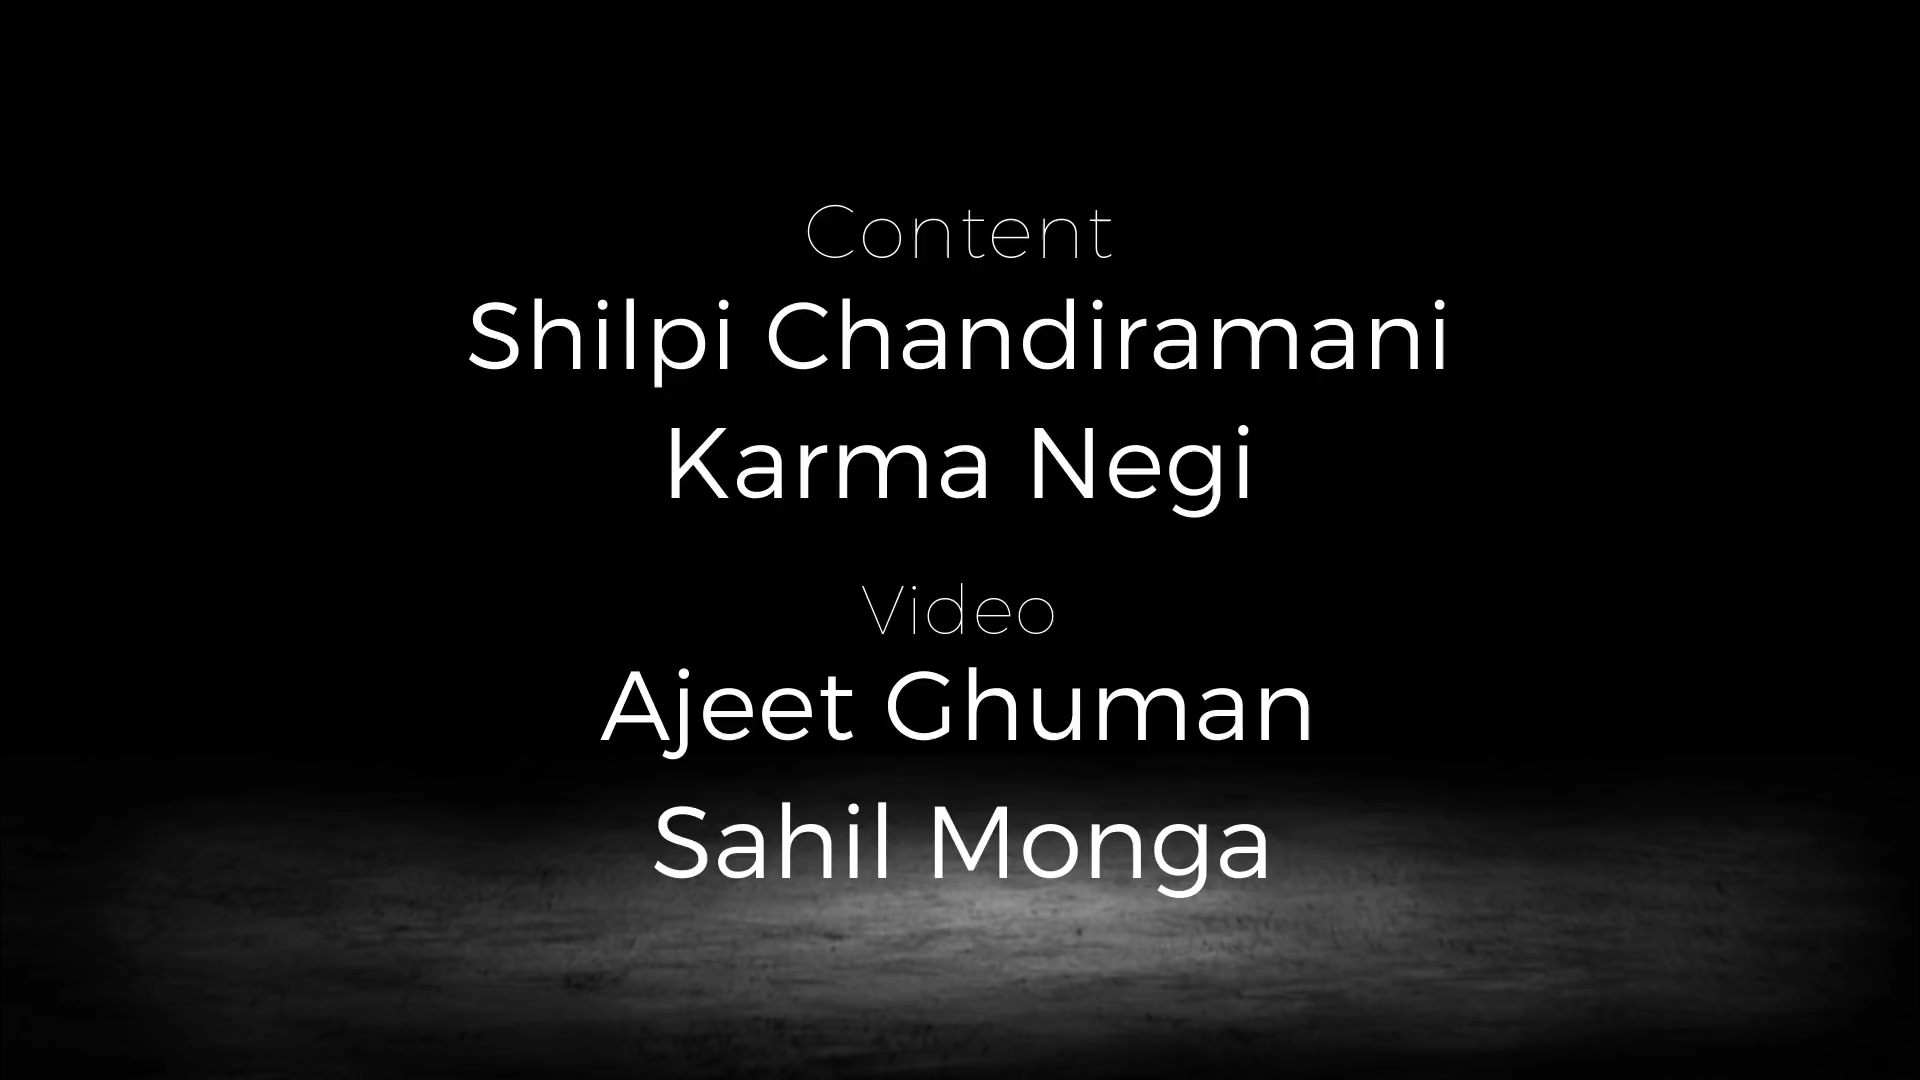 Content
Shilpi Chandiramani
Karma Negi
Video
Ajeet Ghuman
Sahil Monga